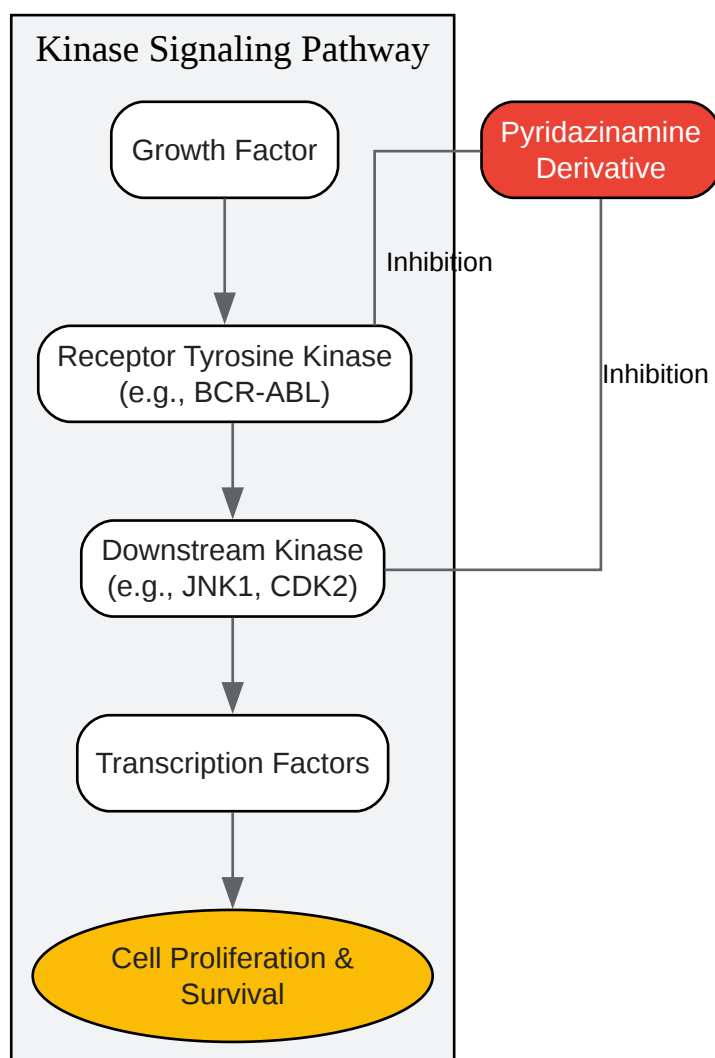 Kinase Signaling Pathway
Growth Factor
Pyridazinamine
Derivative
Inhibition
Receptor Tyrosine Kinase
(e.g., BCR-ABL)
Inhibition
Downstream Kinase
(e.g., JNK1, CDK2)
Transcription Factors
Cell Proliferation &
Survival